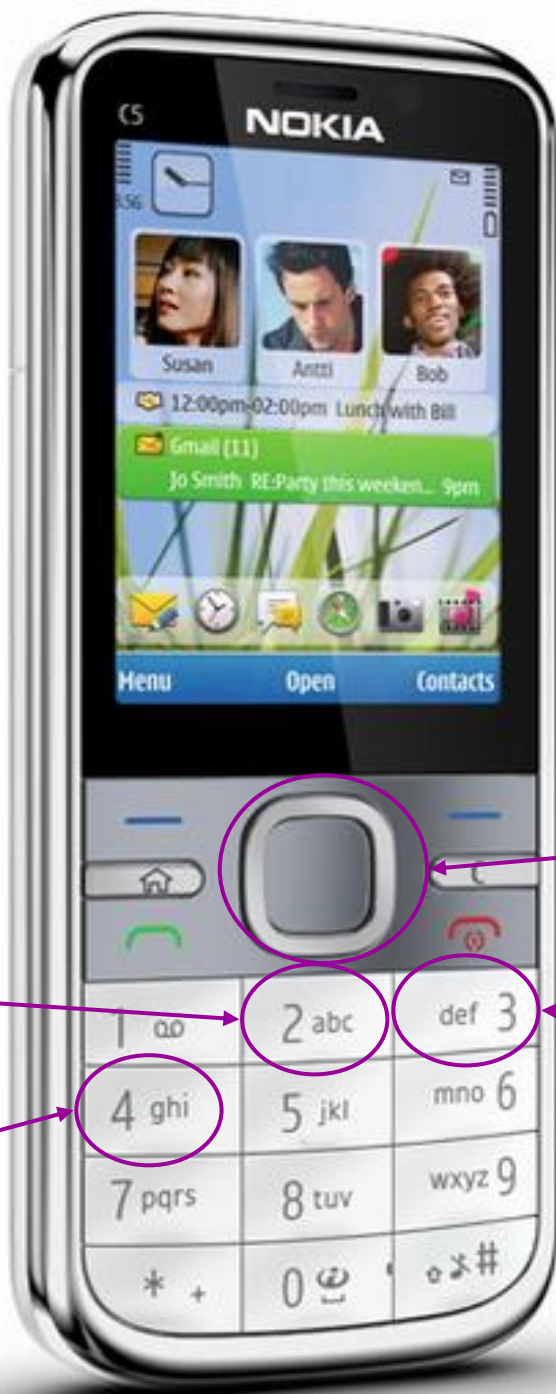 C5 NOKIA
3:56
Susan Antti Bob
12:00pm-02:00pm Lunch with Bill
Gmail (11)
Jo Smith RE:Party this weeken... 9pm
Menu Open Contacts
C
1 2 abc def 3
4 ghi 5 jkl mno 6
7 pqrs 8 tuv wxyz 9
* + 0 #